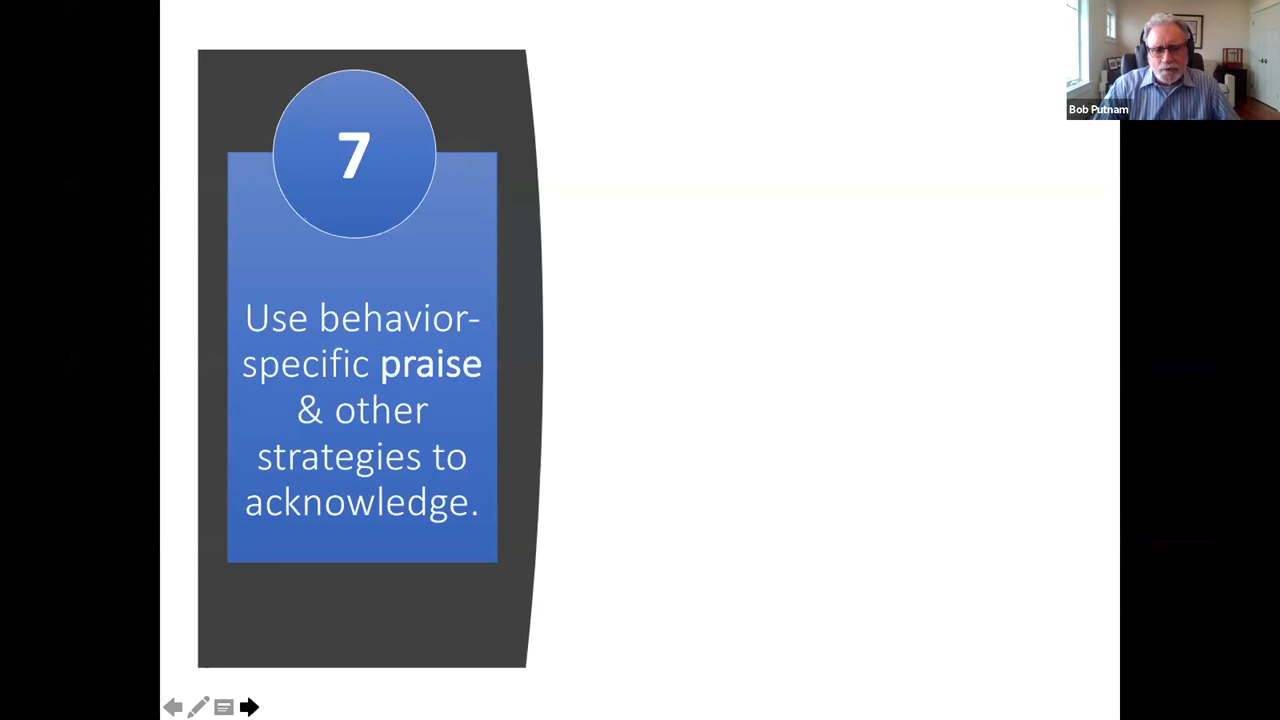 7
Use behavior-
specific praise
& other
strategies to
acknowledge.
Bob Putnam